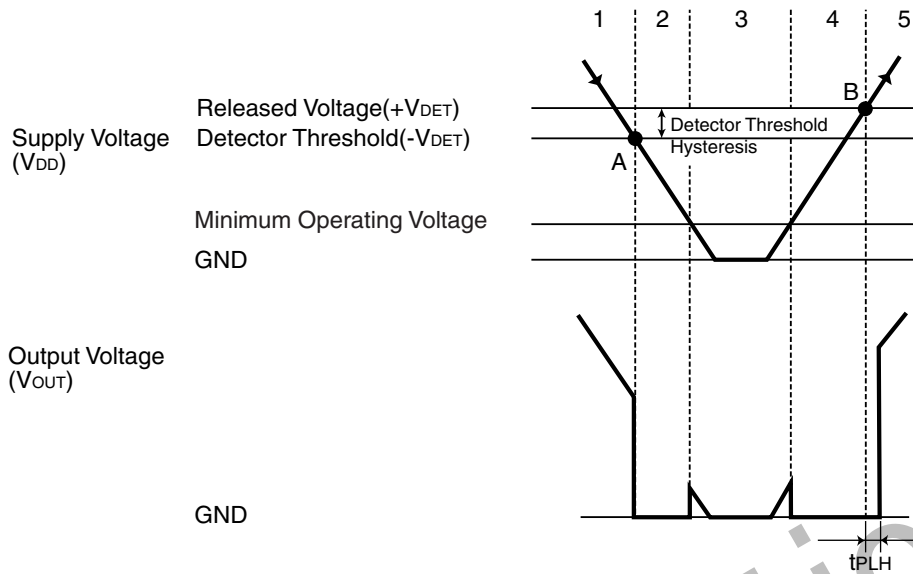 1 2 3 4 5
Released Voltage(+VDET)
B
Supply Voltage
(VDD)
Detector Threshold(-VDET)
Detector Threshold
Hysteresis
A
Minimum Operating Voltage
GND
Output Voltage
(VOUT)
GND
tPLH